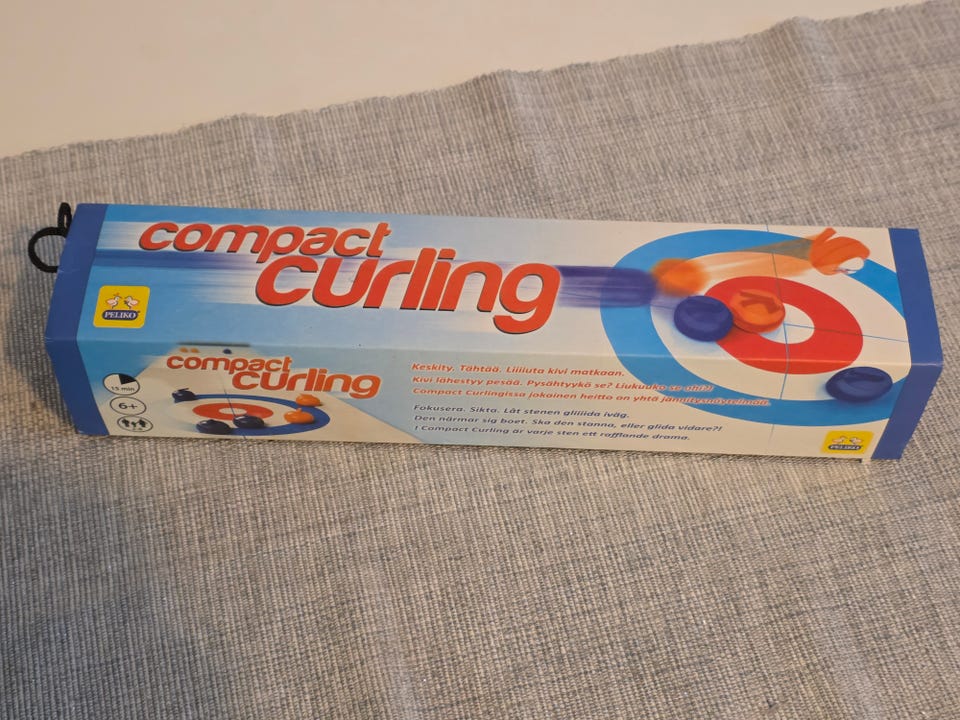 compact
curling
PELIKO
compact
curling
15 min
6+
Keskity. Tähtää. Liiiiuta kivi matkaan.
Kivi lähestyy pesää. Pysähtyykö se? Liukuuko se ohi?!
Compact Curlingissa jokainen heitto on yhtä jännitysnäytelmää.
Fokusera. Sikta. Låt stenen gliiiida iväg.
Den närmar sig boet. Ska den stanna, eller glida vidare?!
I Compact Curling är varje sten ett rafflande drama.
PELIKO